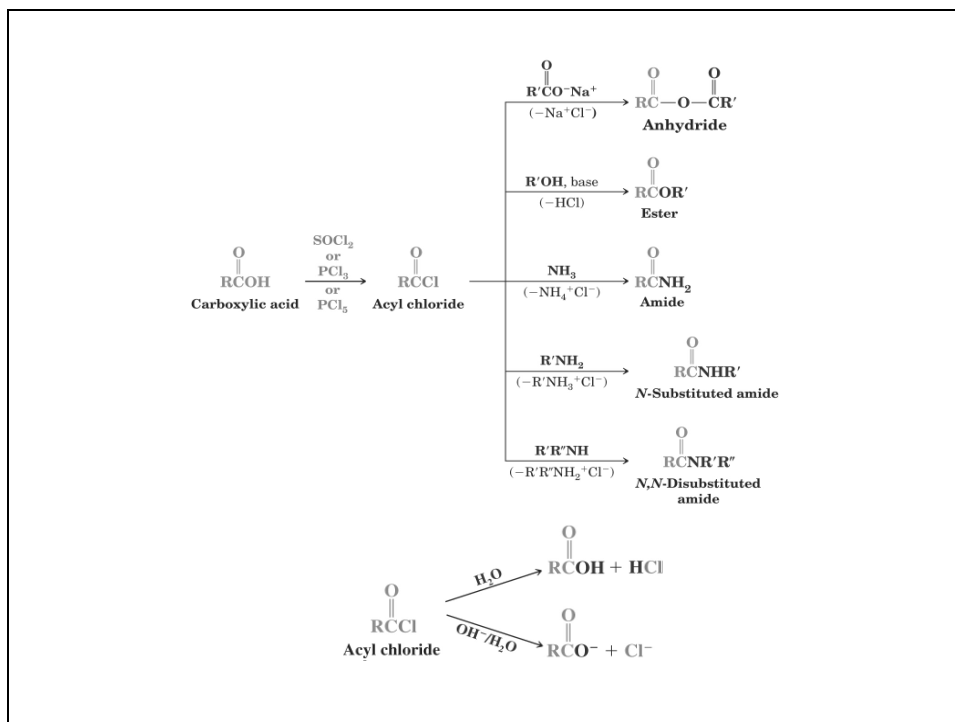 O
R′CO⁻Na⁺
(−Na⁺Cl⁻)
O O
RC—O—CR′
Anhydride
R′OH, base
(−HCl)
O
RCOR′
Ester
O
RCOH
Carboxylic acid
SOCl₂
or
PCl₃
or
PCl₅
O
RCCl
Acyl chloride
NH₃
(−NH₄⁺Cl⁻)
O
RCNH₂
Amide
R′NH₂
(−R′NH₃⁺Cl⁻)
O
RCNHR′
N-Substituted amide
R′R″NH
(−R′R″NH₂⁺Cl⁻)
O
RCNR′R″
N,N-Disubstituted
amide
O
RCCl
Acyl chloride
H₂O
O
RCOH + HCl
OH⁻/H₂O
O
RCO⁻ + Cl⁻